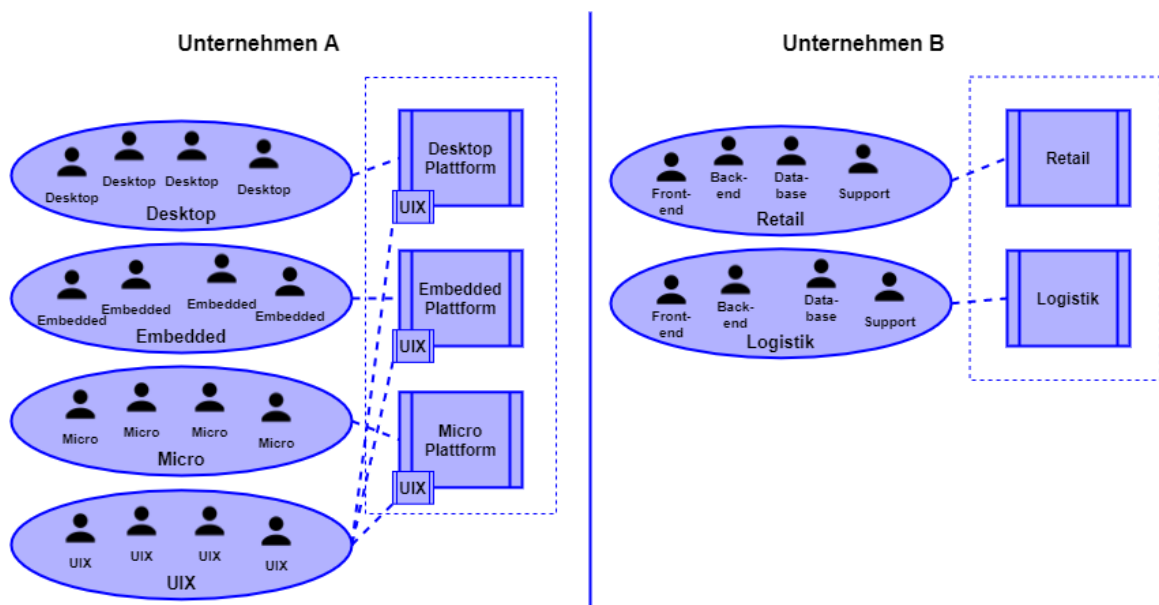 Unternehmen A
Desktop
Desktop
Desktop
Desktop
Desktop
Desktop
Plattform
UIX
Embedded
Embedded
Embedded
Embedded
Embedded
Embedded
Plattform
UIX
Micro
Micro
Micro
Micro
Micro
Micro
Plattform
UIX
UIX
UIX
UIX
UIX
UIX
Unternehmen B
Front-
end
Back-
end
Data-
base
Support
Retail
Retail
Front-
end
Back-
end
Data-
base
Support
Logistik
Logistik